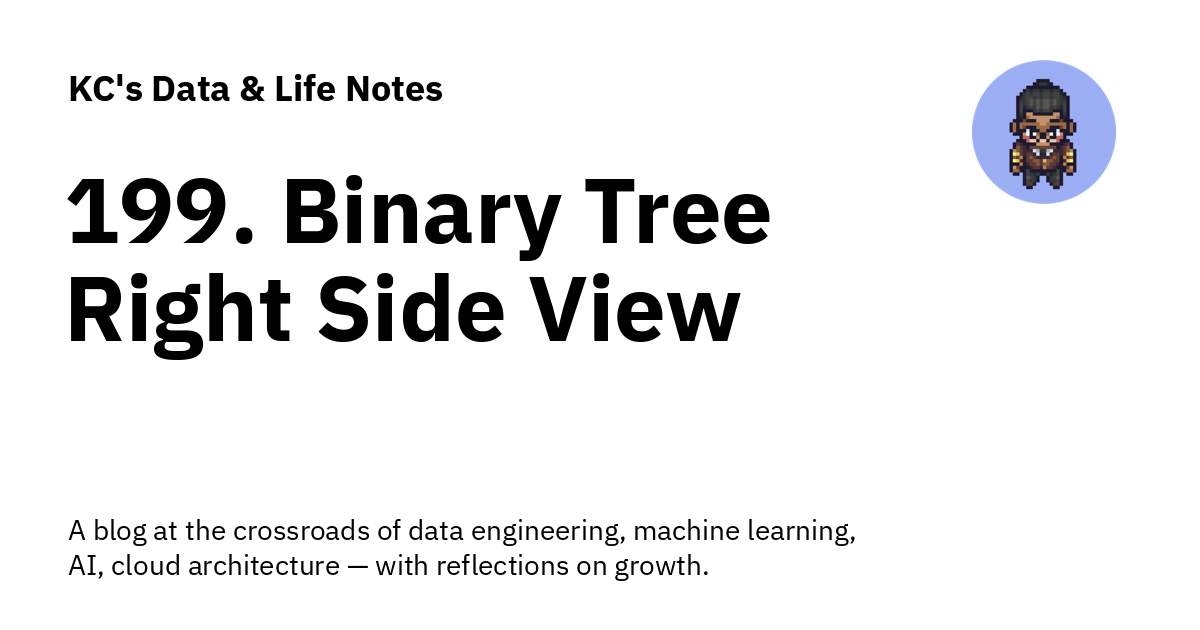 KC's Data & Life Notes
199. Binary Tree
Right Side View
A blog at the crossroads of data engineering, machine learning,
AI, cloud architecture — with reflections on growth.